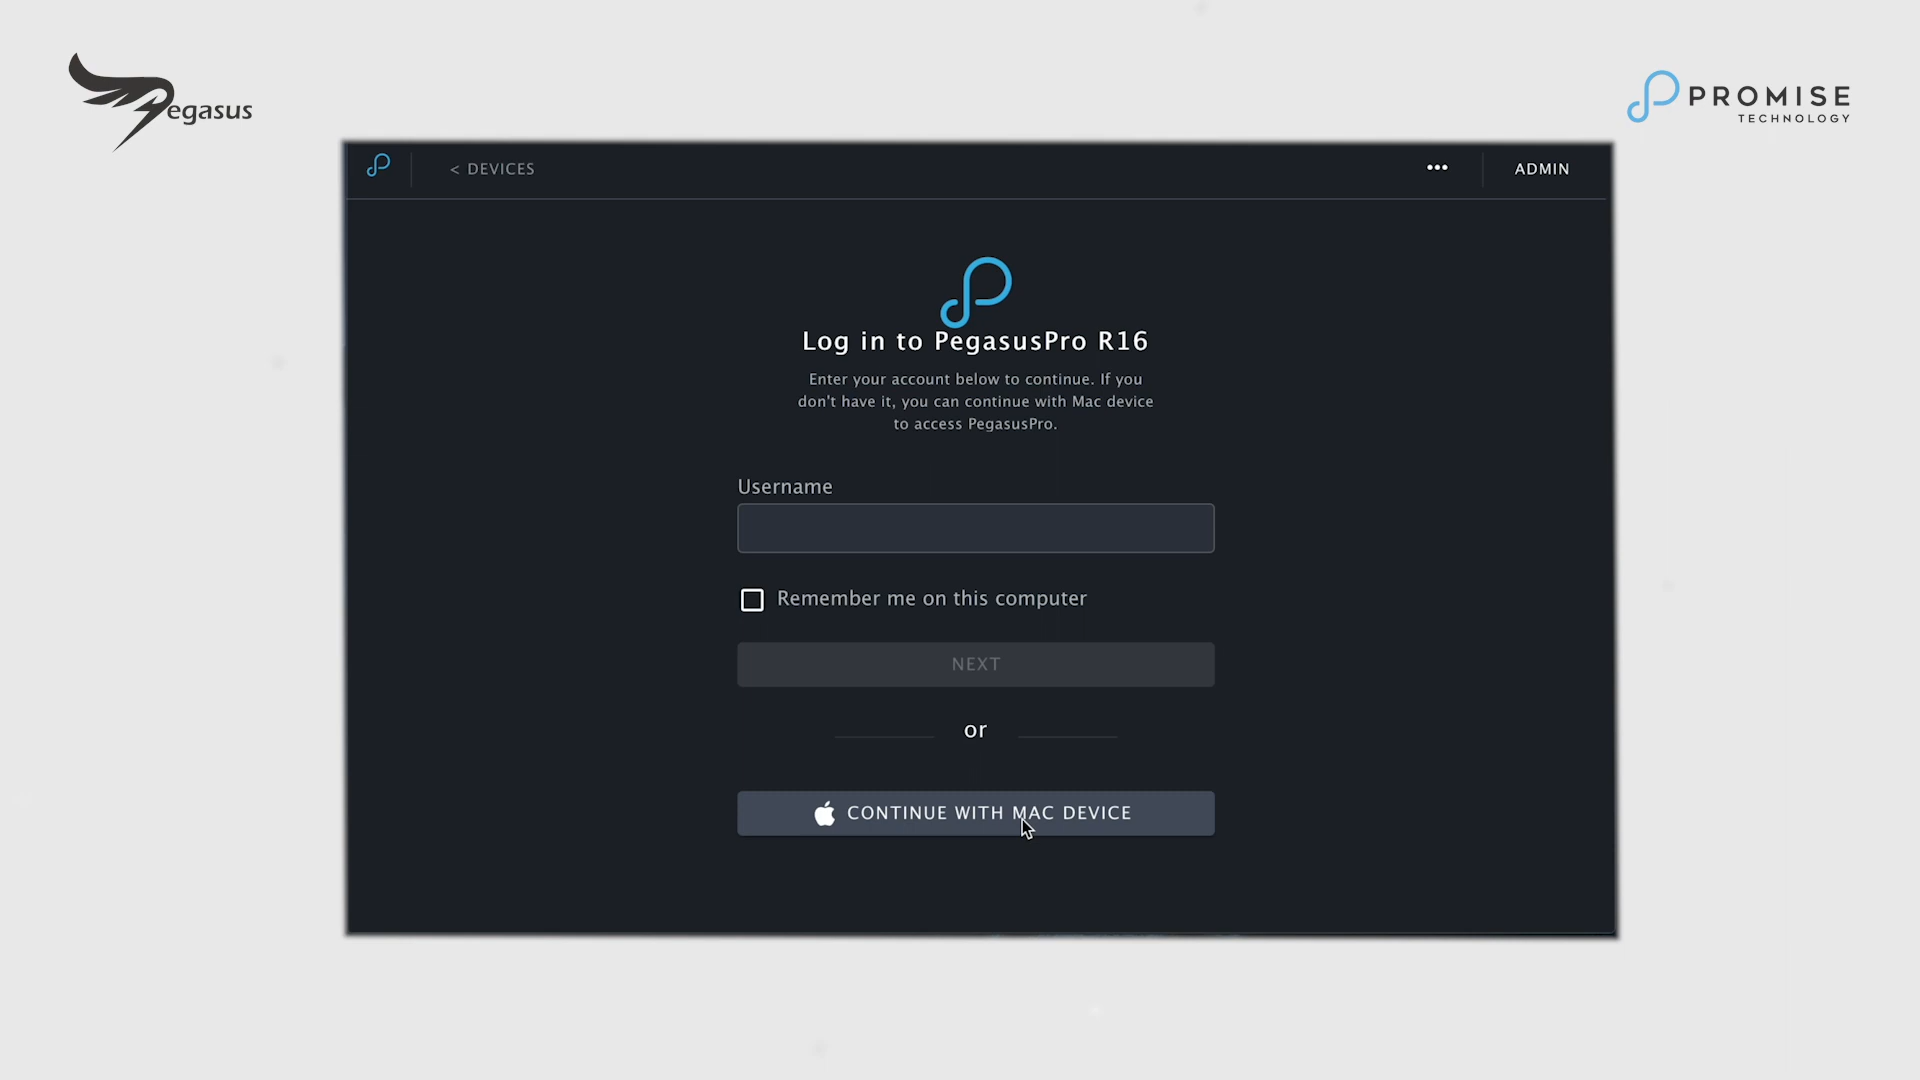 Pegasus
PROMISE
TECHNOLOGY
< DEVICES
ADMIN
Log in to PegasusPro R16
Enter your account below to continue. If you
don't have it, you can continue with Mac device
to access PegasusPro.
Username
Remember me on this computer
NEXT
or
CONTINUE WITH MAC DEVICE